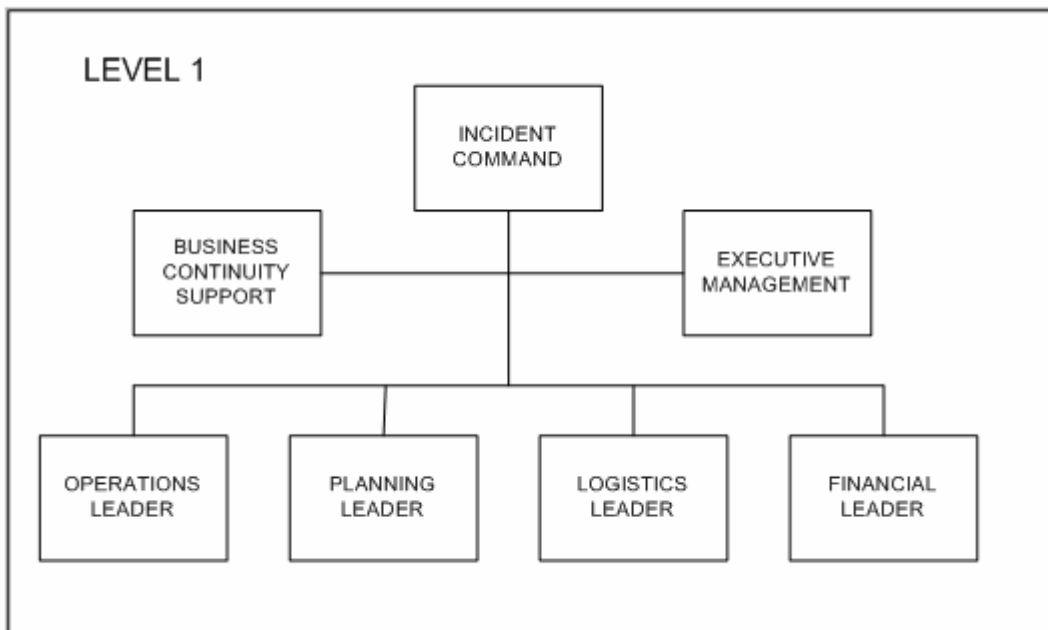 LEVEL 1
INCIDENT
COMMAND
BUSINESS
CONTINUITY
SUPPORT
EXECUTIVE
MANAGEMENT
OPERATIONS
LEADER
PLANNING
LEADER
LOGISTICS
LEADER
FINANCIAL
LEADER